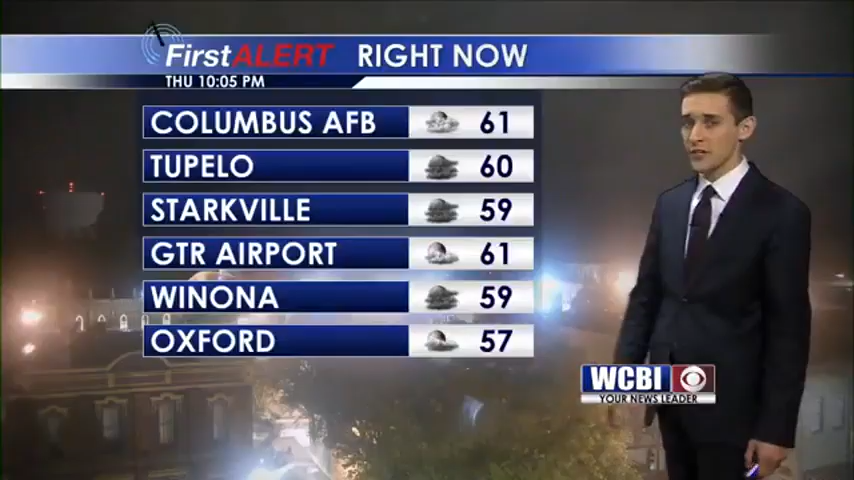 FirstALERT RIGHT NOW
THU 10:05 PM
COLUMBUS AFB 61
TUPELO 60
STARKVILLE 59
GTR AIRPORT 61
WINONA 59
OXFORD 57
WCBI
YOUR NEWS LEADER